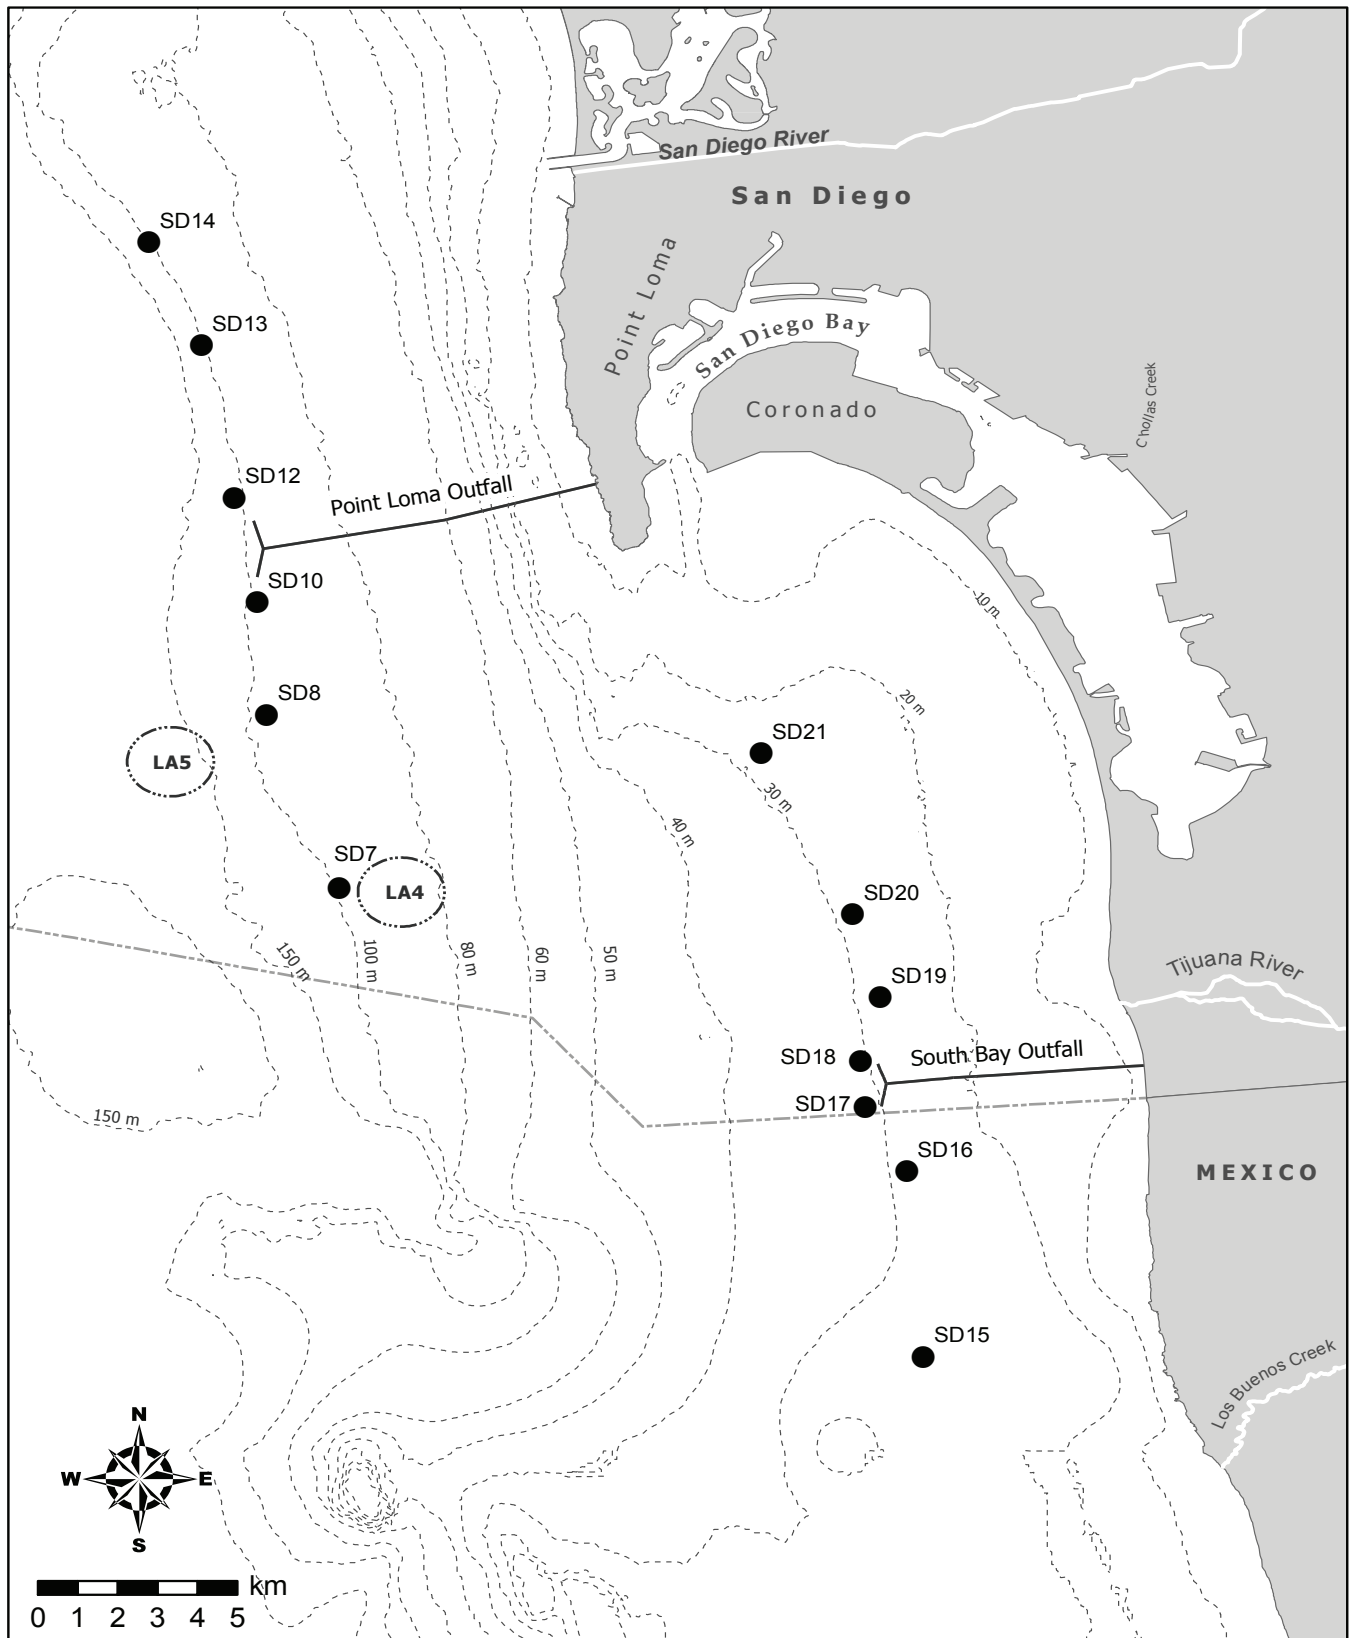 San Diego River
San Diego
SD14
Point Loma
SD13
San Diego Bay
Chollas Creek
Coronado
SD12
Point Loma Outfall
SD10
10 m
SD8
20 m
SD21
LA5
30 m
40 m
SD7
LA4
SD20
150 m
100 m
80 m
60 m
50 m
Tijuana River
SD19
SD18
South Bay Outfall
SD17
150 m
SD16
MEXICO
SD15
Los Buenos Creek
N
W
E
S
km
0 1 2 3 4 5